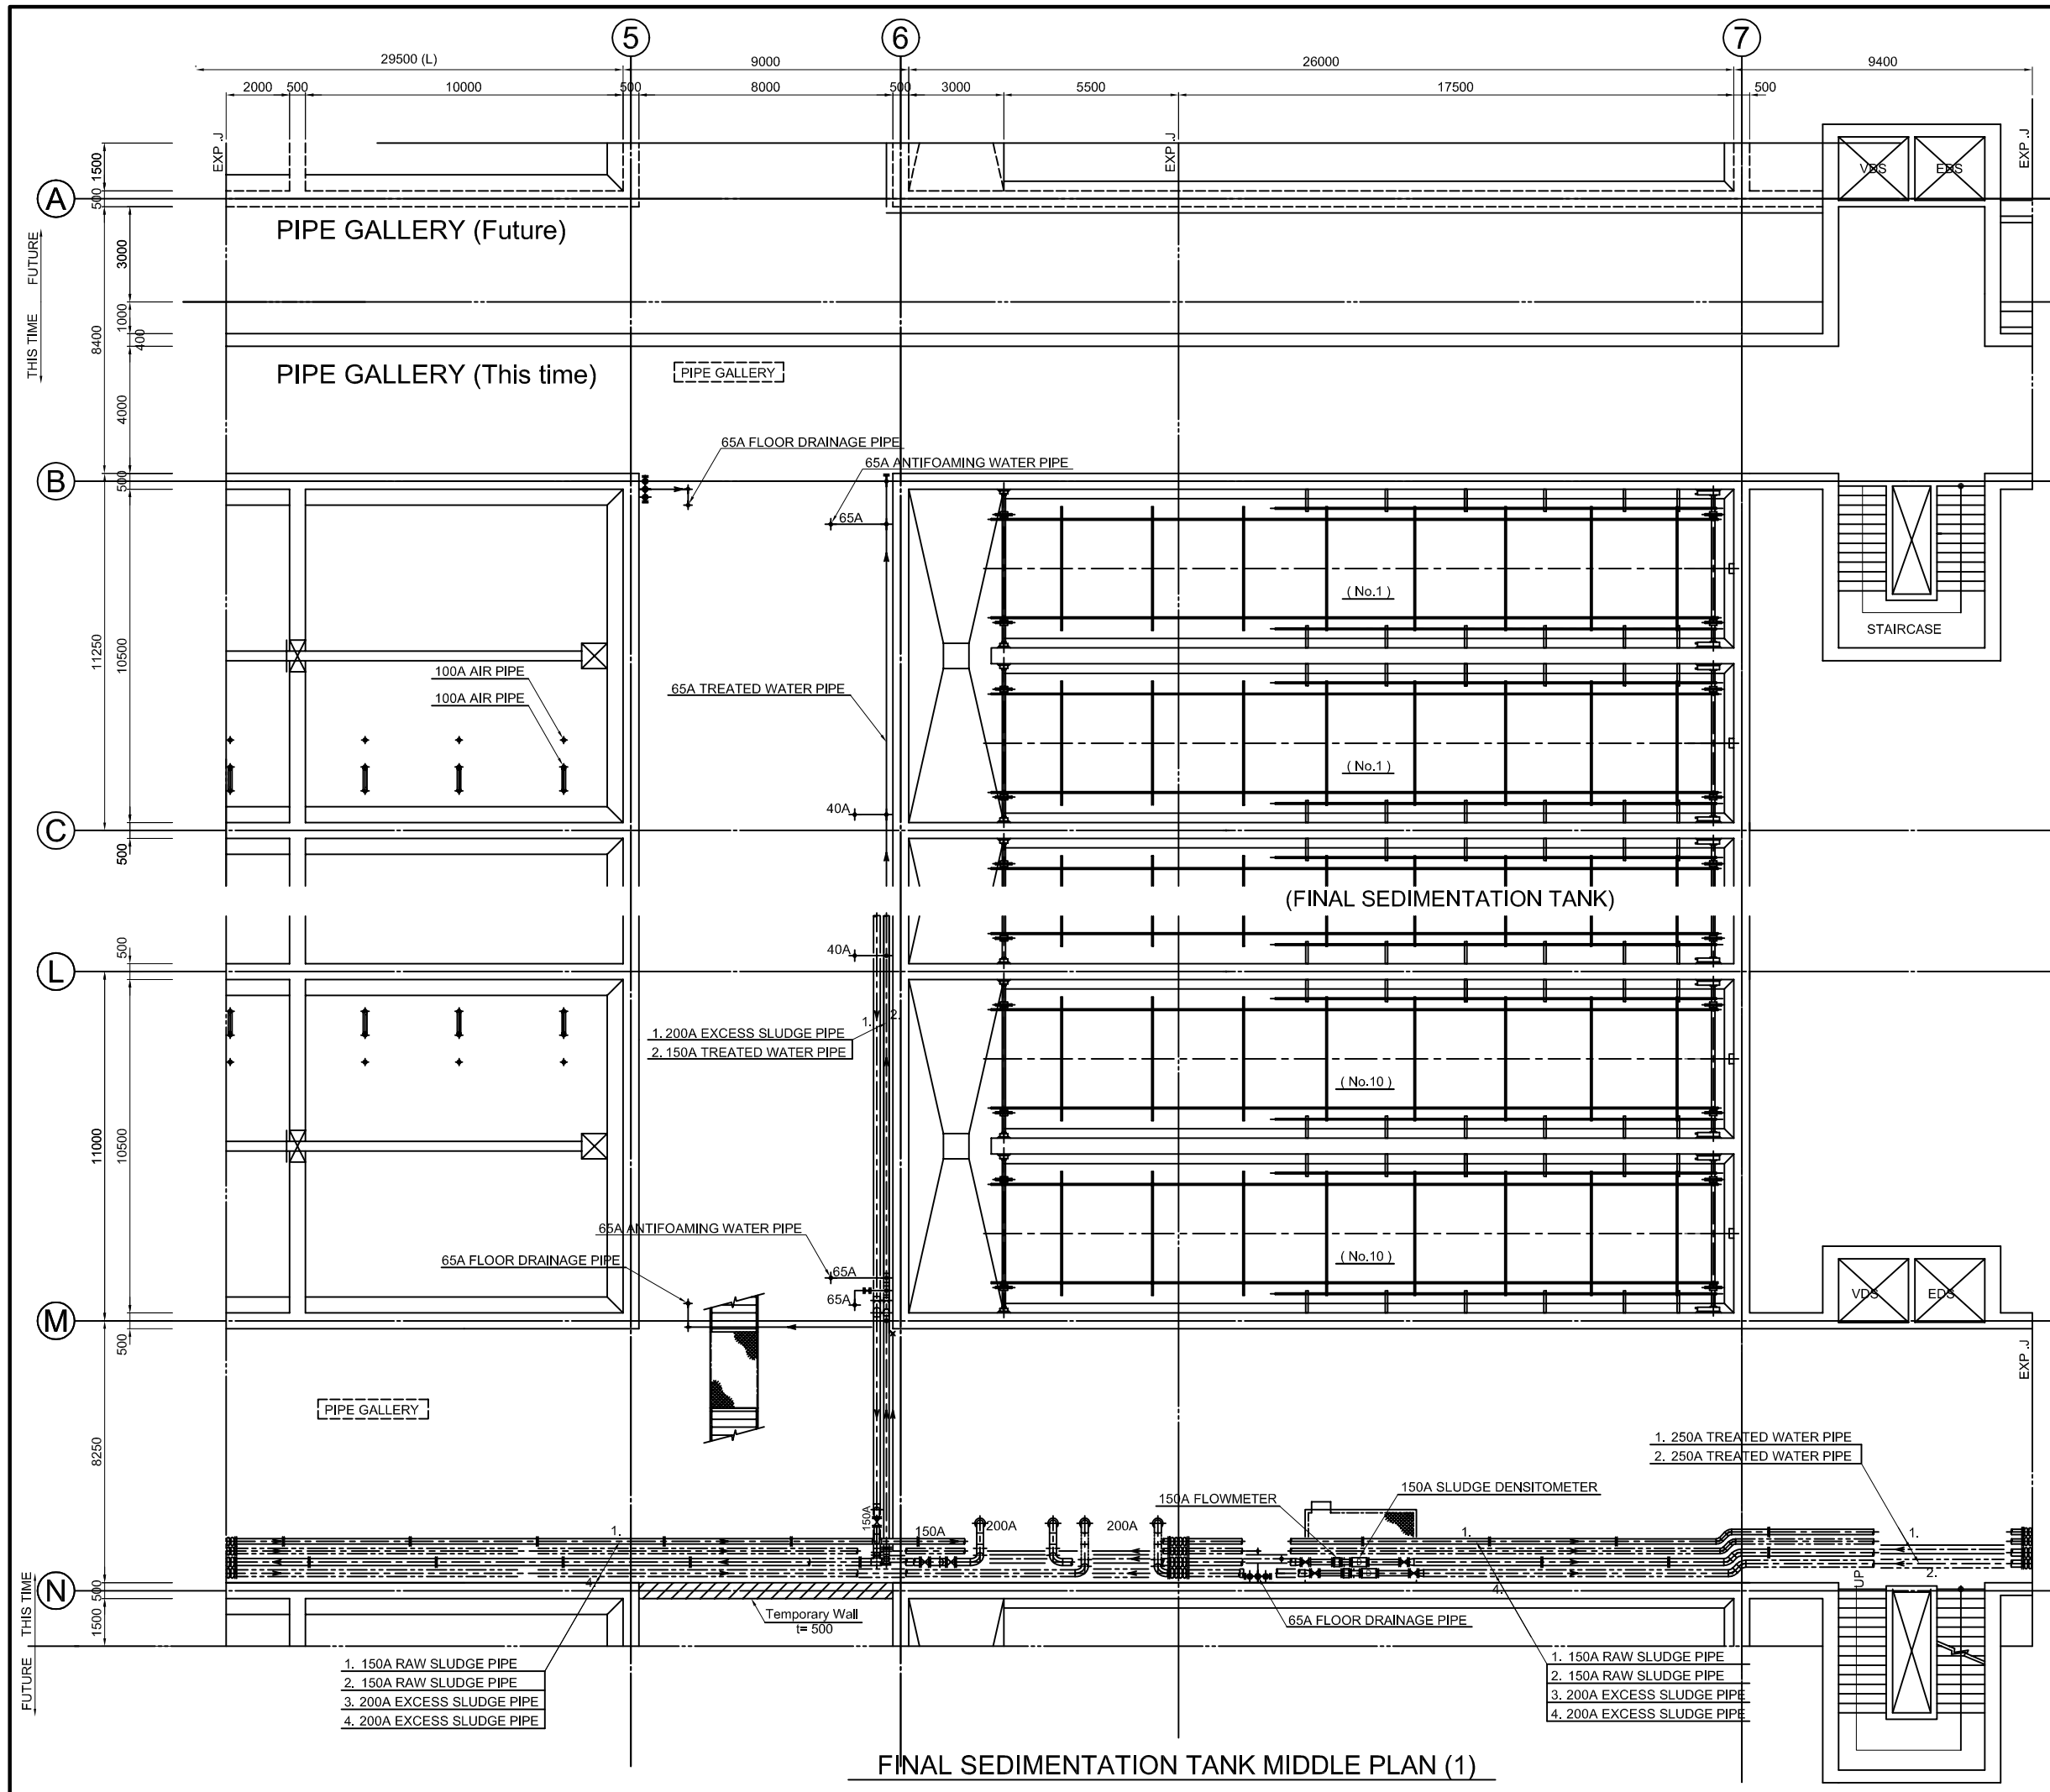 5
6
7
29500 (L)
9000
26000
9400
2000
500
10000
500
8000
500
3000
5500
17500
500
EXP .J
EXP .J
EXP .J
1500
500
VDS
EDS
A
PIPE GALLERY (Future)
FUTURE
THIS TIME
3000
1000
400
8400
4000
PIPE GALLERY (This time)
PIPE GALLERY
65A FLOOR DRAINAGE PIPE
65A ANTIFOAMING WATER PIPE
B
500
65A
(No.1)
STAIRCASE
11250
10500
100A AIR PIPE
100A AIR PIPE
65A TREATED WATER PIPE
(No.1)
40A
C
500
(FINAL SEDIMENTATION TANK)
500
40A
L
1.
2.
1. 200A EXCESS SLUDGE PIPE
2. 150A TREATED WATER PIPE
(No.10)
11000
10500
65A ANTIFOAMING WATER PIPE
65A FLOOR DRAINAGE PIPE
65A
65A
(No.10)
VDS
EDS
M
500
EXP .J
PIPE GALLERY
8250
1. 250A TREATED WATER PIPE
2. 250A TREATED WATER PIPE
150A FLOWMETER
150A SLUDGE DENSITOMETER
150A
1.
150A
200A
200A
1.
1.
4.
4.
2.
UP
N
500
1500
THIS TIME
FUTURE
Temporary Wall
t= 500
65A FLOOR DRAINAGE PIPE
1. 150A RAW SLUDGE PIPE
2. 150A RAW SLUDGE PIPE
3. 200A EXCESS SLUDGE PIPE
4. 200A EXCESS SLUDGE PIPE
1. 150A RAW SLUDGE PIPE
2. 150A RAW SLUDGE PIPE
3. 200A EXCESS SLUDGE PIPE
4. 200A EXCESS SLUDGE PIPE
FINAL SEDIMENTATION TANK MIDDLE PLAN (1)